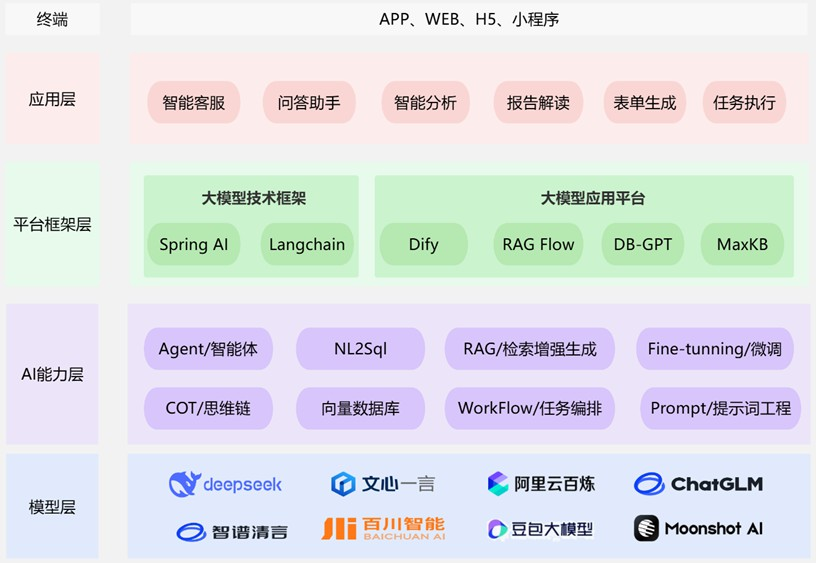 终端
APP、WEB、H5、小程序
应用层
智能客服
问答助手
智能分析
报告解读
表单生成
任务执行
平台框架层
大模型技术框架
Spring AI
Langchain
大模型应用平台
Dify
RAG Flow
DB-GPT
MaxKB
AI能力层
Agent/智能体
NL2Sql
RAG/检索增强生成
Fine-tunning/微调
COT/思维链
向量数据库
WorkFlow/任务编排
Prompt/提示词工程
模型层
deepseek
文心一言
阿里云百炼
ChatGLM
智谱清言
百川智能
BAICHUAN AI
豆包大模型
Moonshot AI